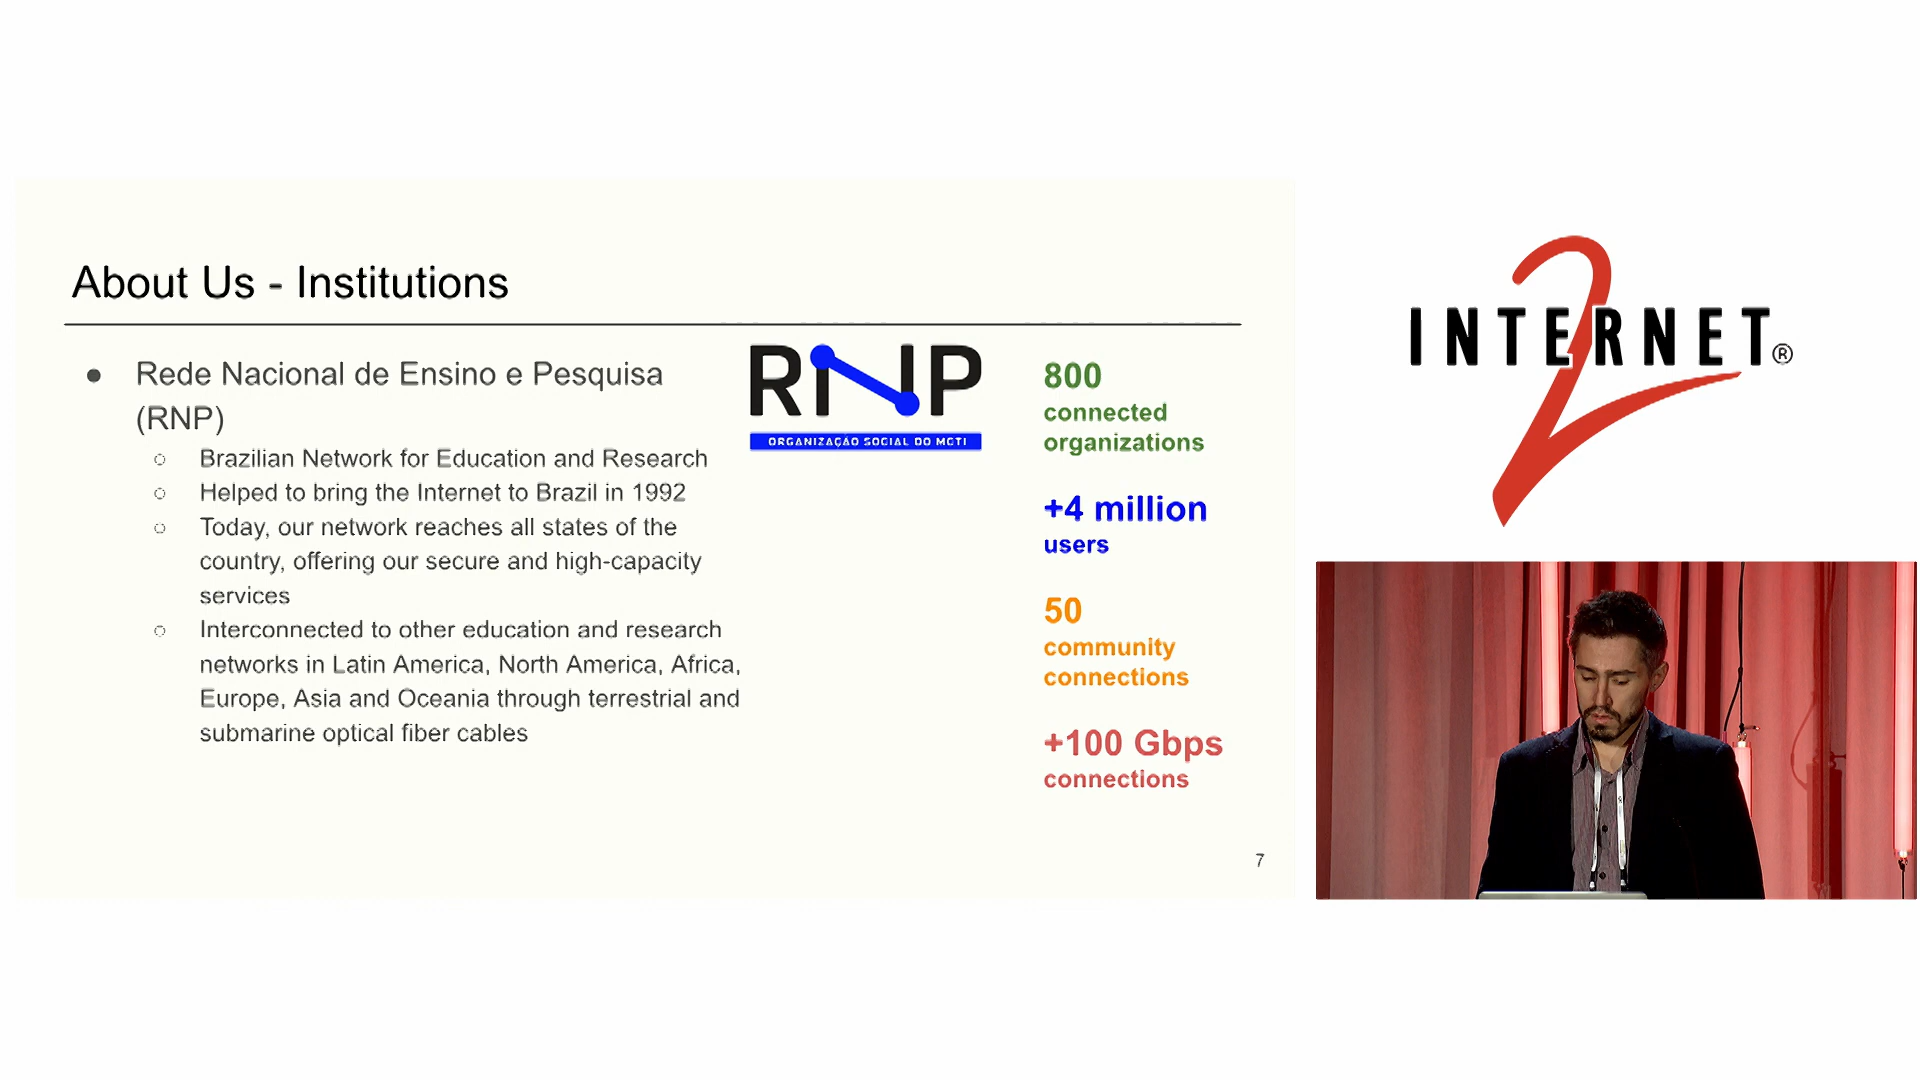 About Us - Institutions
● Rede Nacional de Ensino e Pesquisa
(RNP)
○ Brazilian Network for Education and Research
○ Helped to bring the Internet to Brazil in 1992
○ Today, our network reaches all states of the
country, offering our secure and high-capacity
services
○ Interconnected to other education and research
networks in Latin America, North America, Africa,
Europe, Asia and Oceania through terrestrial and
submarine optical fiber cables
RNP
ORGANIZAÇÃO SOCIAL DO MCTI
800
connected
organizations
+4 million
users
50
community
connections
+100 Gbps
connections
7
INTERNET®
2